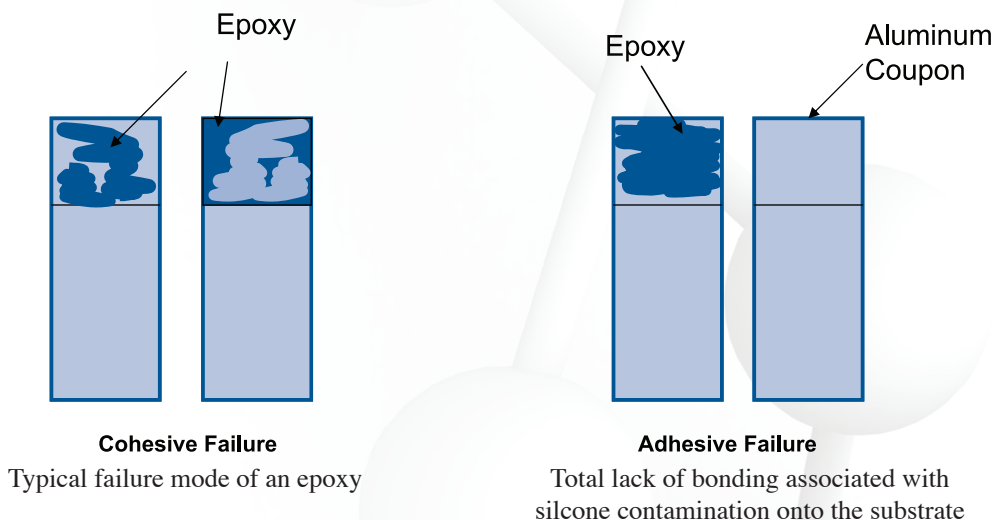 Epoxy
Epoxy
Aluminum
Coupon
Cohesive Failure
Typical failure mode of an epoxy
Adhesive Failure
Total lack of bonding associated with
silcone contamination onto the substrate